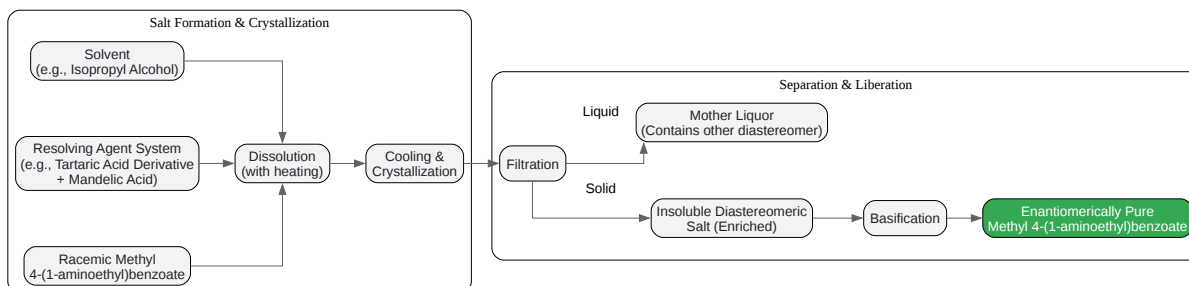 Salt Formation & Crystallization
Solvent
(e.g., Isopropyl Alcohol)
Resolving Agent System
(e.g., Tartaric Acid Derivative
+ Mandelic Acid)
Racemic Methyl
4-(1-aminoethyl)benzoate
Dissolution
(with heating)
Cooling &
Crystallization
Separation & Liberation
Filtration
Liquid
Mother Liquor
(Contains other diastereomer)
Solid
Insoluble Diastereomeric
Salt (Enriched)
Basification
Enantiomerically Pure
Methyl 4-(1-aminoethyl)benzoate